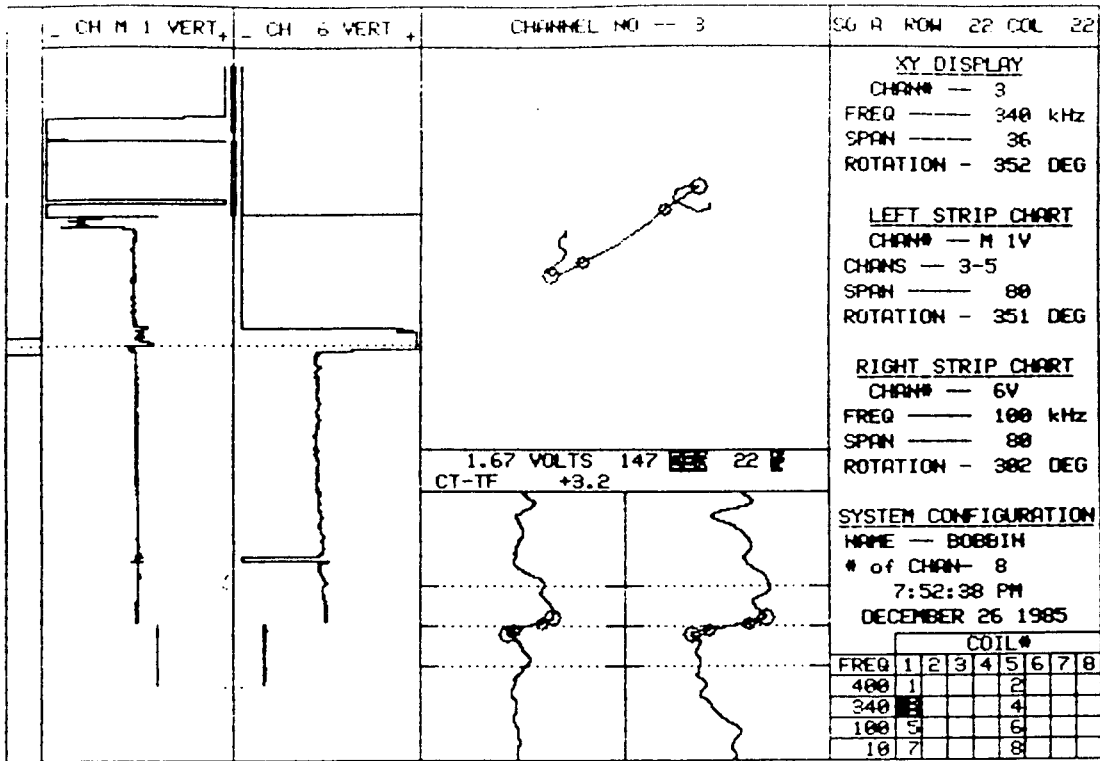 _ CH M 1 VERT +
_ CH 6 VERT +
CHANNEL NO -- 3
SG A ROW 22 COL 22
XY DISPLAY
CHAN# -- 3
FREQ ----- 340 kHz
SPAN ----- 36
ROTATION - 352 DEG
LEFT STRIP CHART
CHAN# -- M 1V
CHANS -- 3-5
SPAN ----- 80
ROTATION - 351 DEG
RIGHT STRIP CHART
CHAN# -- 6V
FREQ ----- 100 kHz
SPAN ----- 80
ROTATION - 302 DEG
1.67 VOLTS 147 22
CT-TF +3.2
SYSTEM CONFIGURATION
NAME -- BOBBIN
# of CHAN- 8
7:52:38 PM
DECEMBER 26 1985
COIL#
FREQ 1 2 3 4 5 6 7 8
400 1 2
340 4
100 5 6
10 7 8